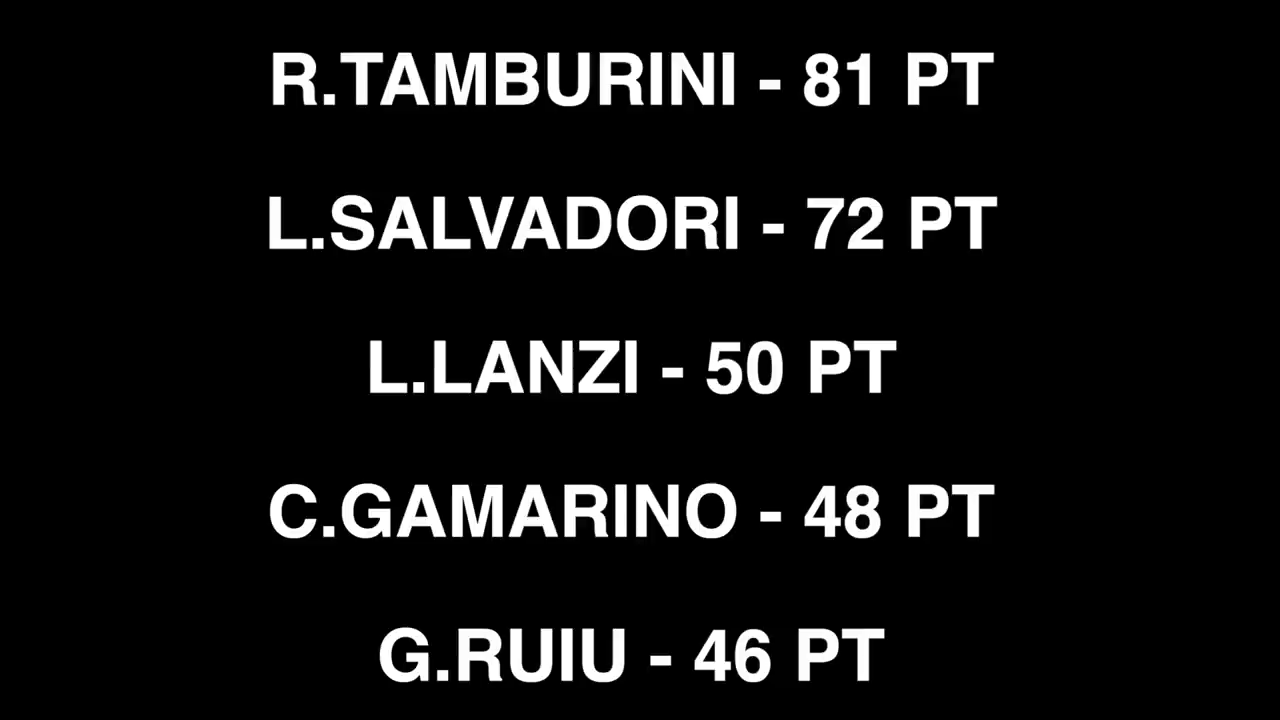 R.TAMBURINI - 81 PT
L.SALVADORI - 72 PT
L.LANZI - 50 PT
C.GAMARINO - 48 PT
G.RUIU - 46 PT